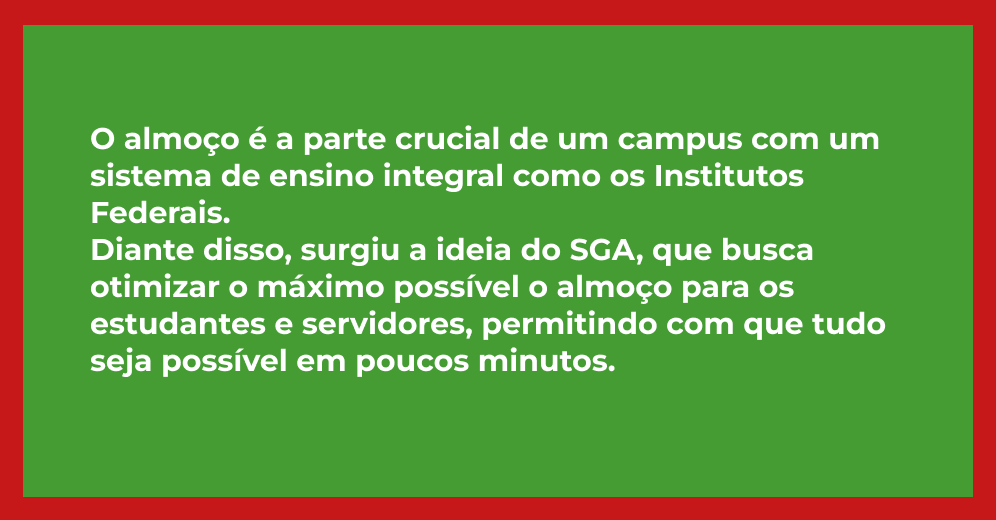 O almoço é a parte crucial de um campus com um
sistema de ensino integral como os Institutos
Federais.
Diante disso, surgiu a ideia do SGA, que busca
otimizar o máximo possível o almoço para os
estudantes e servidores, permitindo com que tudo
seja possível em poucos minutos.